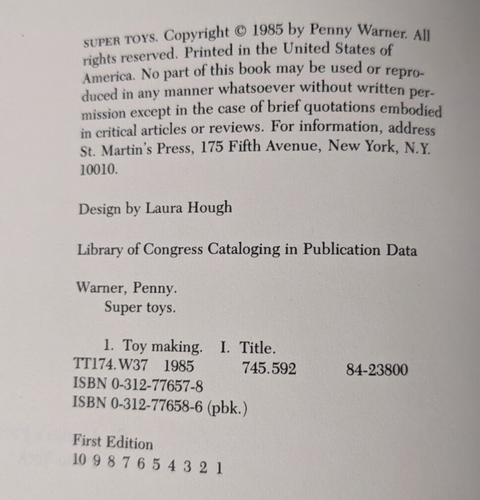 SUPER TOYS. Copyright © 1985 by Penny Warner. All
rights reserved. Printed in the United States of
America. No part of this book may be used or repro-
duced in any manner whatsoever without written per-
mission except in the case of brief quotations embodied
in critical articles or reviews. For information, address
St. Martin's Press, 175 Fifth Avenue, New York, N.Y.
10010.
Design by Laura Hough
Library of Congress Cataloging in Publication Data
Warner, Penny.
Super toys.
1. Toy making. I. Title.
TT174.W37 1985 745.592 84-23800
ISBN 0-312-77657-8
ISBN 0-312-77658-6 (pbk.)
First Edition
10 9 8 7 6 5 4 3 2 1